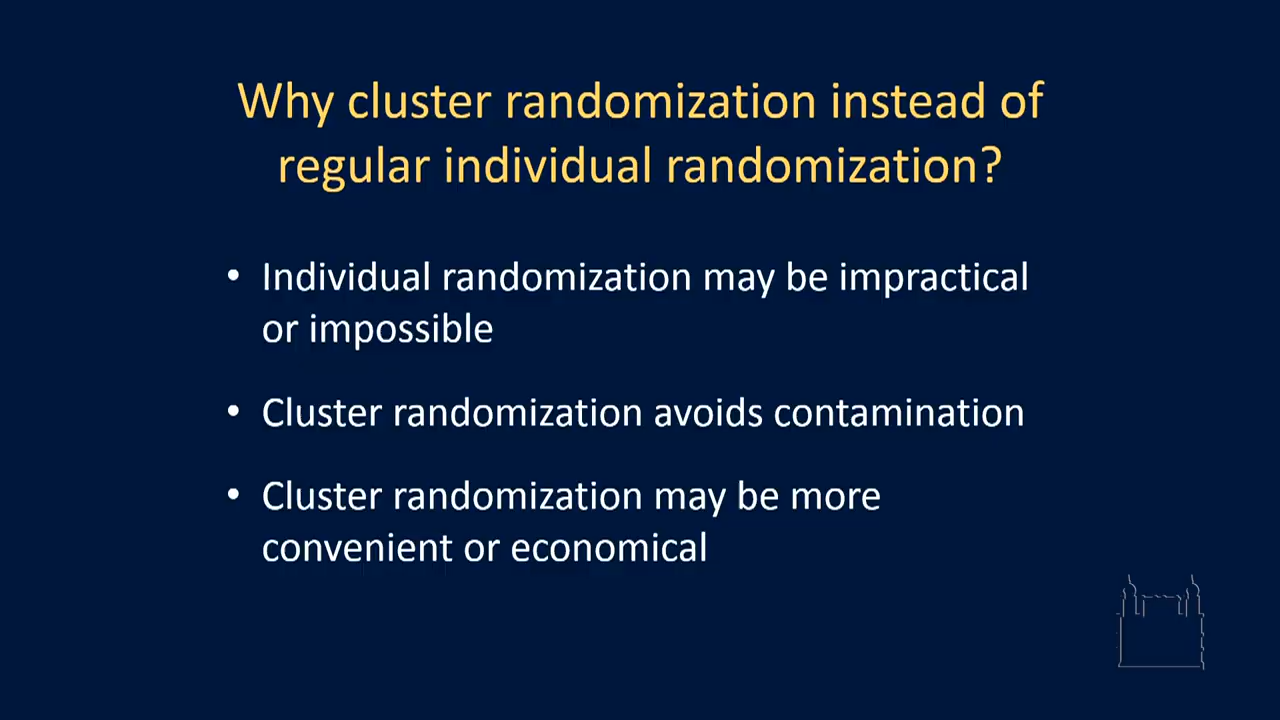 Why cluster randomization instead of
regular individual randomization?
• Individual randomization may be impractical
or impossible
• Cluster randomization avoids contamination
• Cluster randomization may be more
convenient or economical